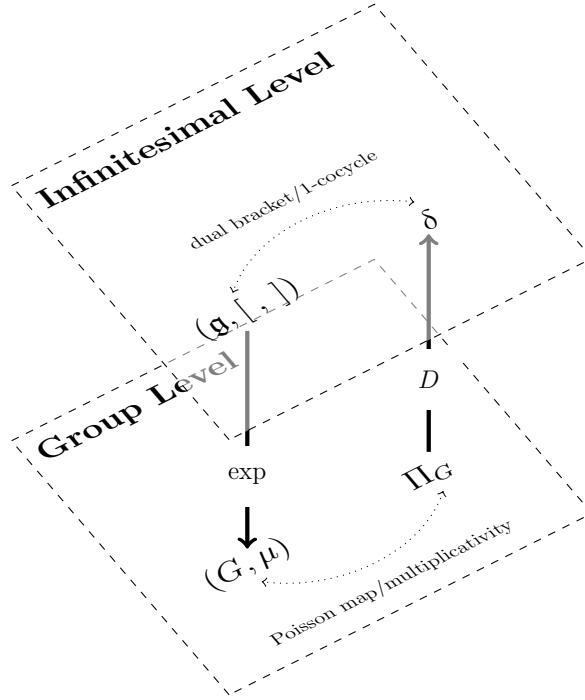 Infinitesimal Level
dual bracket/1-cocycle
δ
(𝔤, [ , ])
Group Level
D
exp
Π_G
(G, μ)
Poisson map/multiplicativity